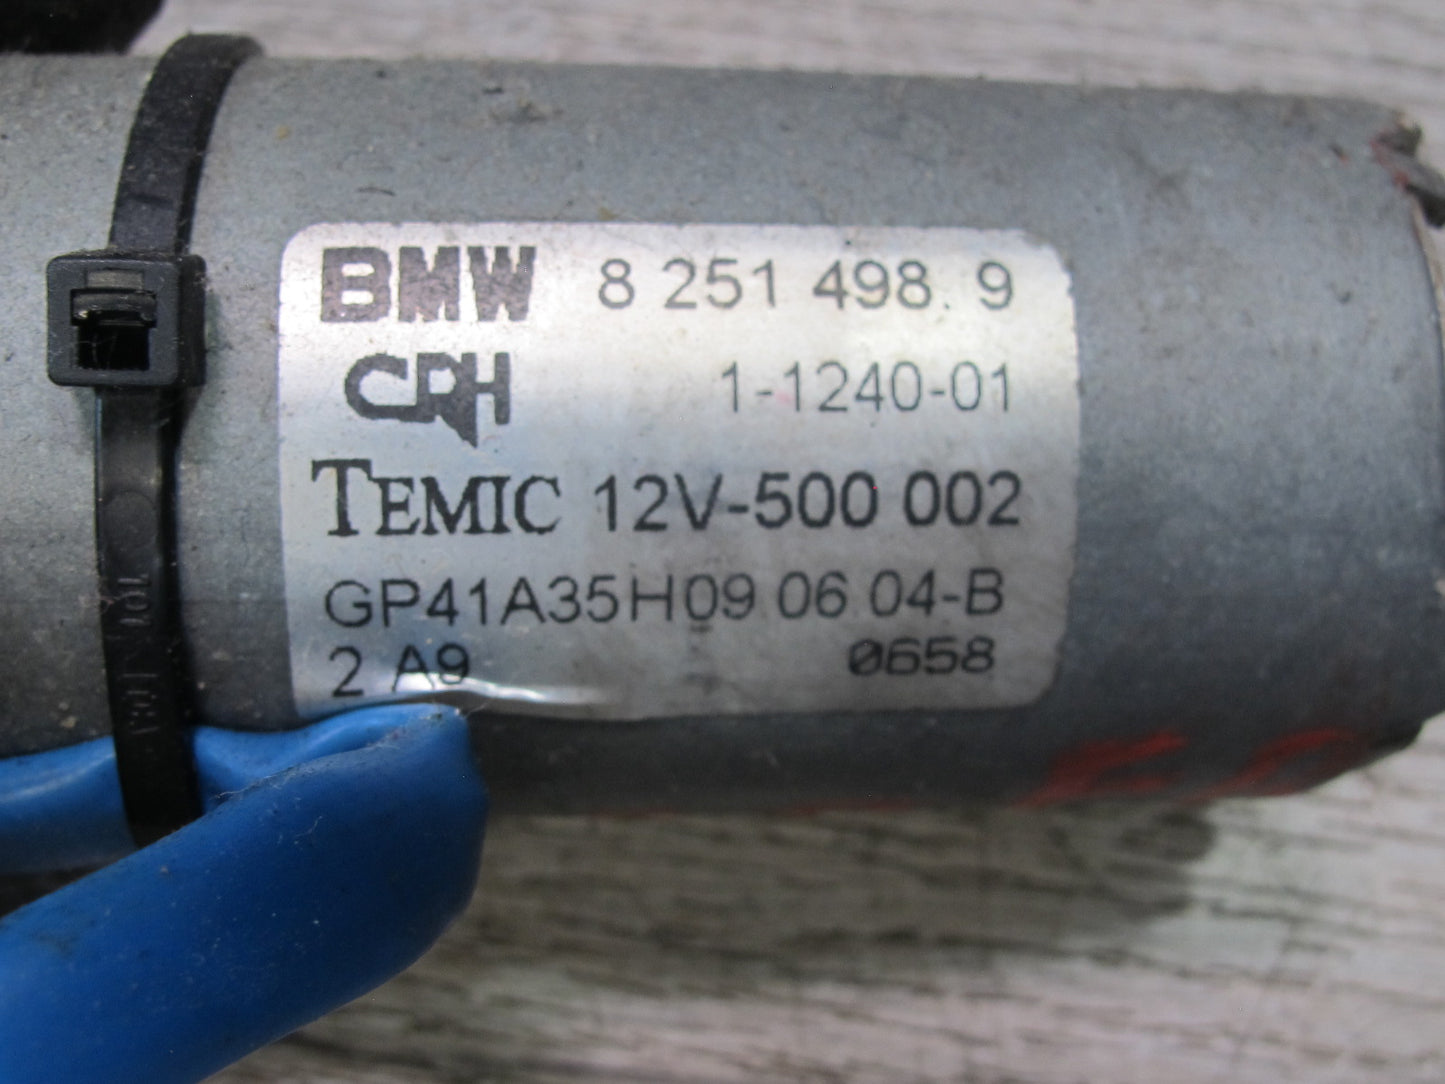 BMW 8 251 498. 9
CRH 1-1240-01
TEMIC 12V-500 002
GP41A35H09 06 04-B
2 A9 0658